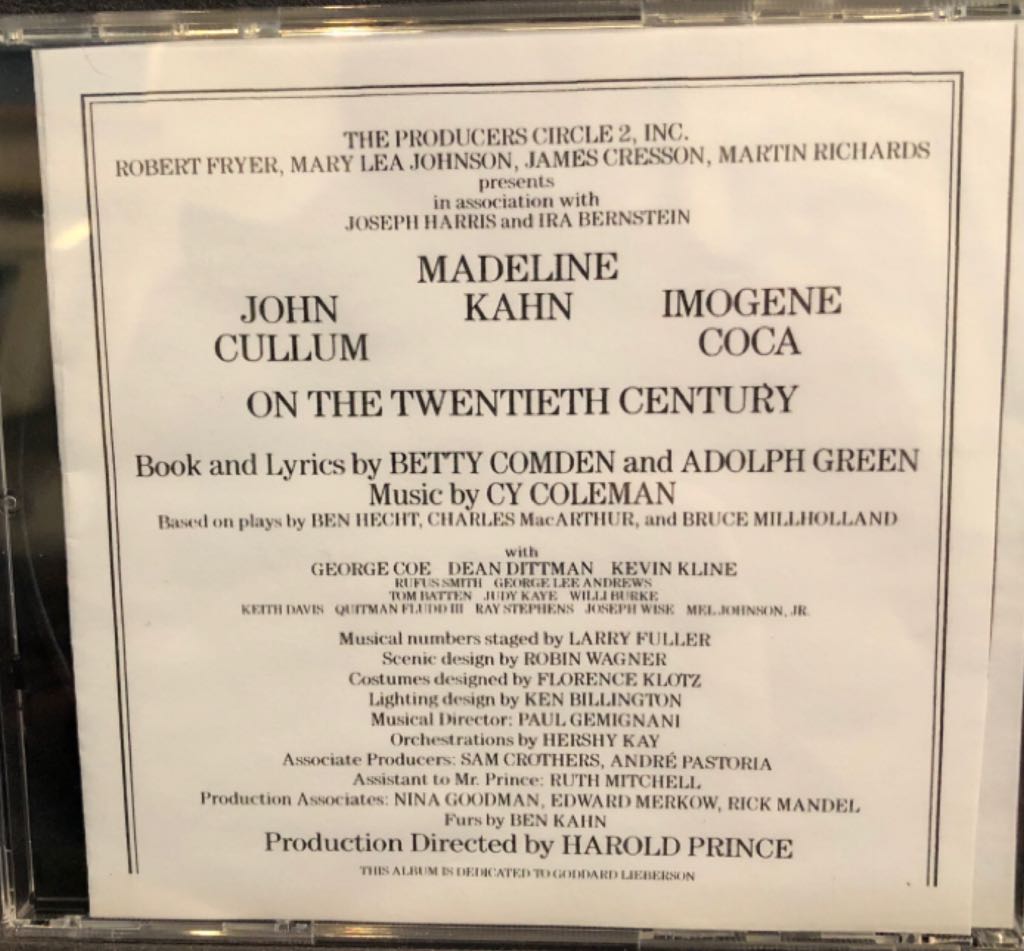 THE PRODUCERS CIRCLE 2, INC.
ROBERT FRYER, MARY LEA JOHNSON, JAMES CRESSON, MARTIN RICHARDS
presents
in association with
JOSEPH HARRIS and IRA BERNSTEIN
MADELINE
KAHN
JOHN
CULLUM
IMOGENE
COCA
ON THE TWENTIETH CENTURY
Book and Lyrics by BETTY COMDEN and ADOLPH GREEN
Music by CY COLEMAN
Based on plays by BEN HECHT, CHARLES MacARTHUR, and BRUCE MILLHOLLAND
with
GEORGE COE DEAN DITTMAN KEVIN KLINE
RUFUS SMITH GEORGE LEE ANDREWS
TOM BATTEN JUDY KAYE WILLI BURKE
KEITH DAVIS QUITMAN FLUDD III RAY STEPHENS JOSEPH WISE MEL JOHNSON, JR.
Musical numbers staged by LARRY FULLER
Scenic design by ROBIN WAGNER
Costumes designed by FLORENCE KLOTZ
Lighting design by KEN BILLINGTON
Musical Director: PAUL GEMIGNANI
Orchestrations by HERSHY KAY
Associate Producers: SAM CROTHERS, ANDRÉ PASTORIA
Assistant to Mr. Prince: RUTH MITCHELL
Production Associates: NINA GOODMAN, EDWARD MERKOW, RICK MANDEL
Furs by BEN KAHN
Production Directed by HAROLD PRINCE
THIS ALBUM IS DEDICATED TO GODDARD LIEBERSON